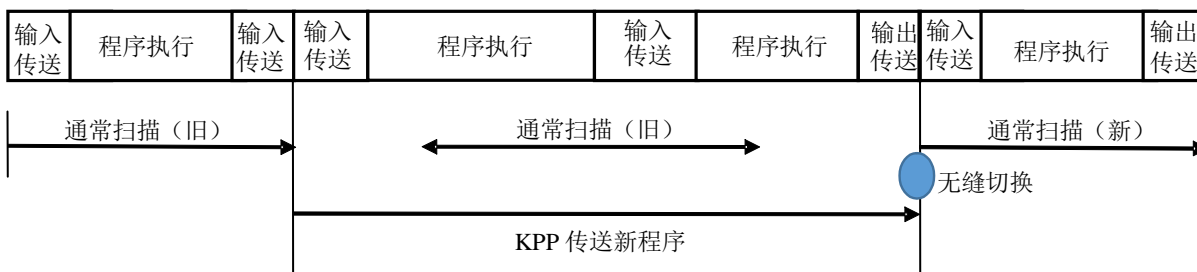 输入
传送
程序执行
输入
传送
输入
传送
程序执行
输入
传送
程序执行
输出
传送
输入
传送
程序执行
输出
传送
通常扫描（旧）
通常扫描（旧）
通常扫描（新）
无缝切换
KPP 传送新程序